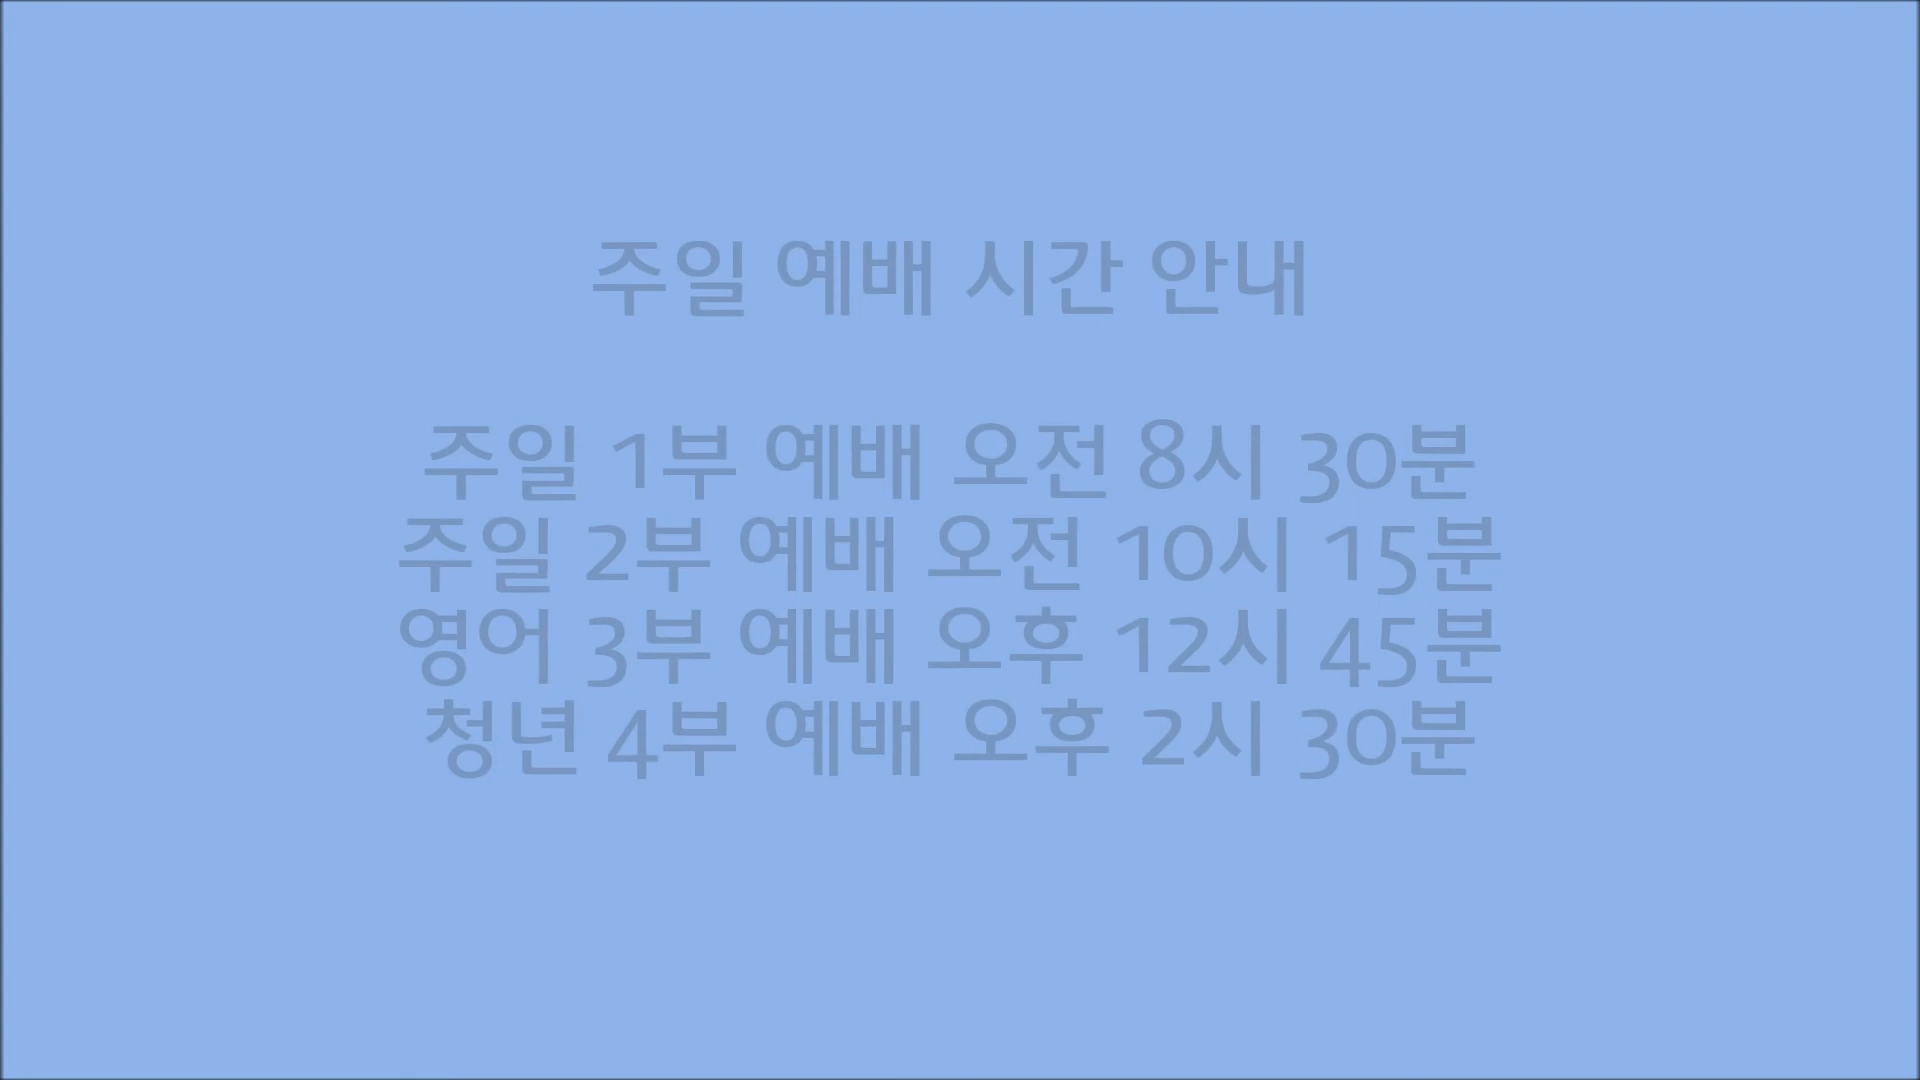 주일 예배 시간 안내
주일 1부 예배 오전 8시 30분
주일 2부 예배 오전 10시 15분
영어 3부 예배 오후 12시 45분
청년 4부 예배 오후 2시 30분